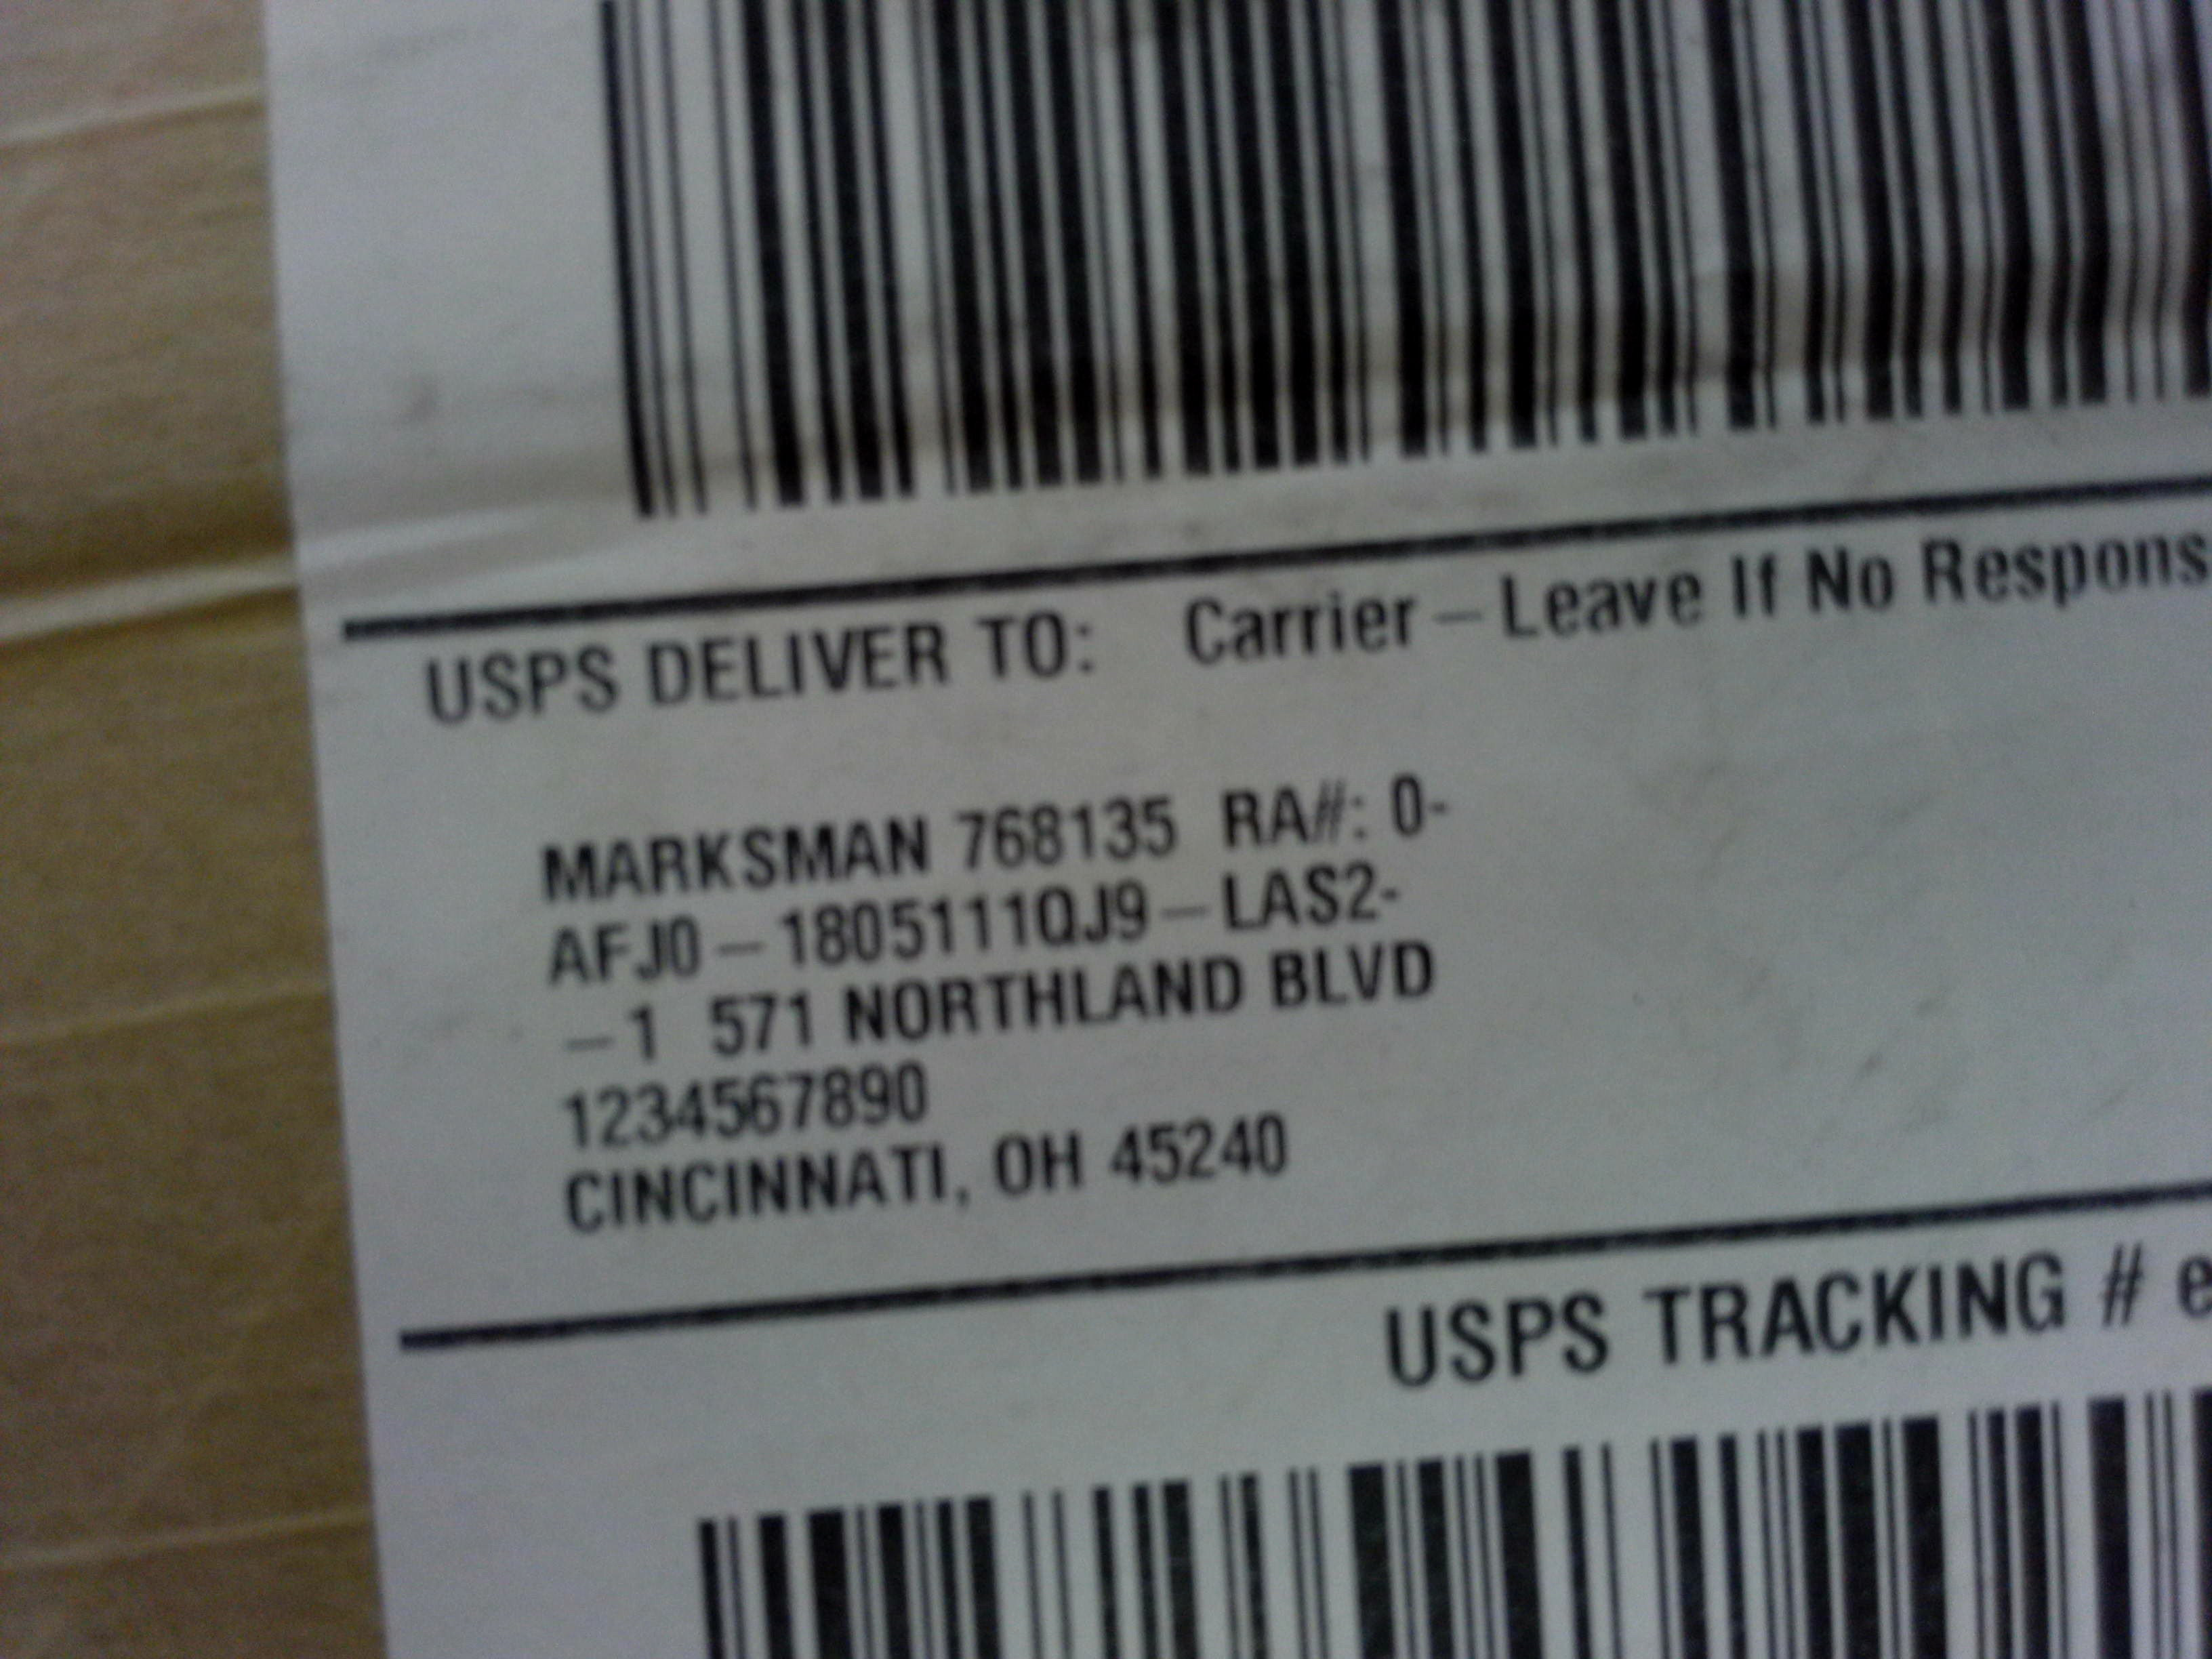 USPS DELIVER TO: Carrier – Leave If No Respons
MARKSMAN 768135 RA#: 0-
AFJ0 – 1805111QJ9 – LAS2-
– 1 571 NORTHLAND BLVD
1234567890
CINCINNATI, OH 45240
USPS TRACKING # e